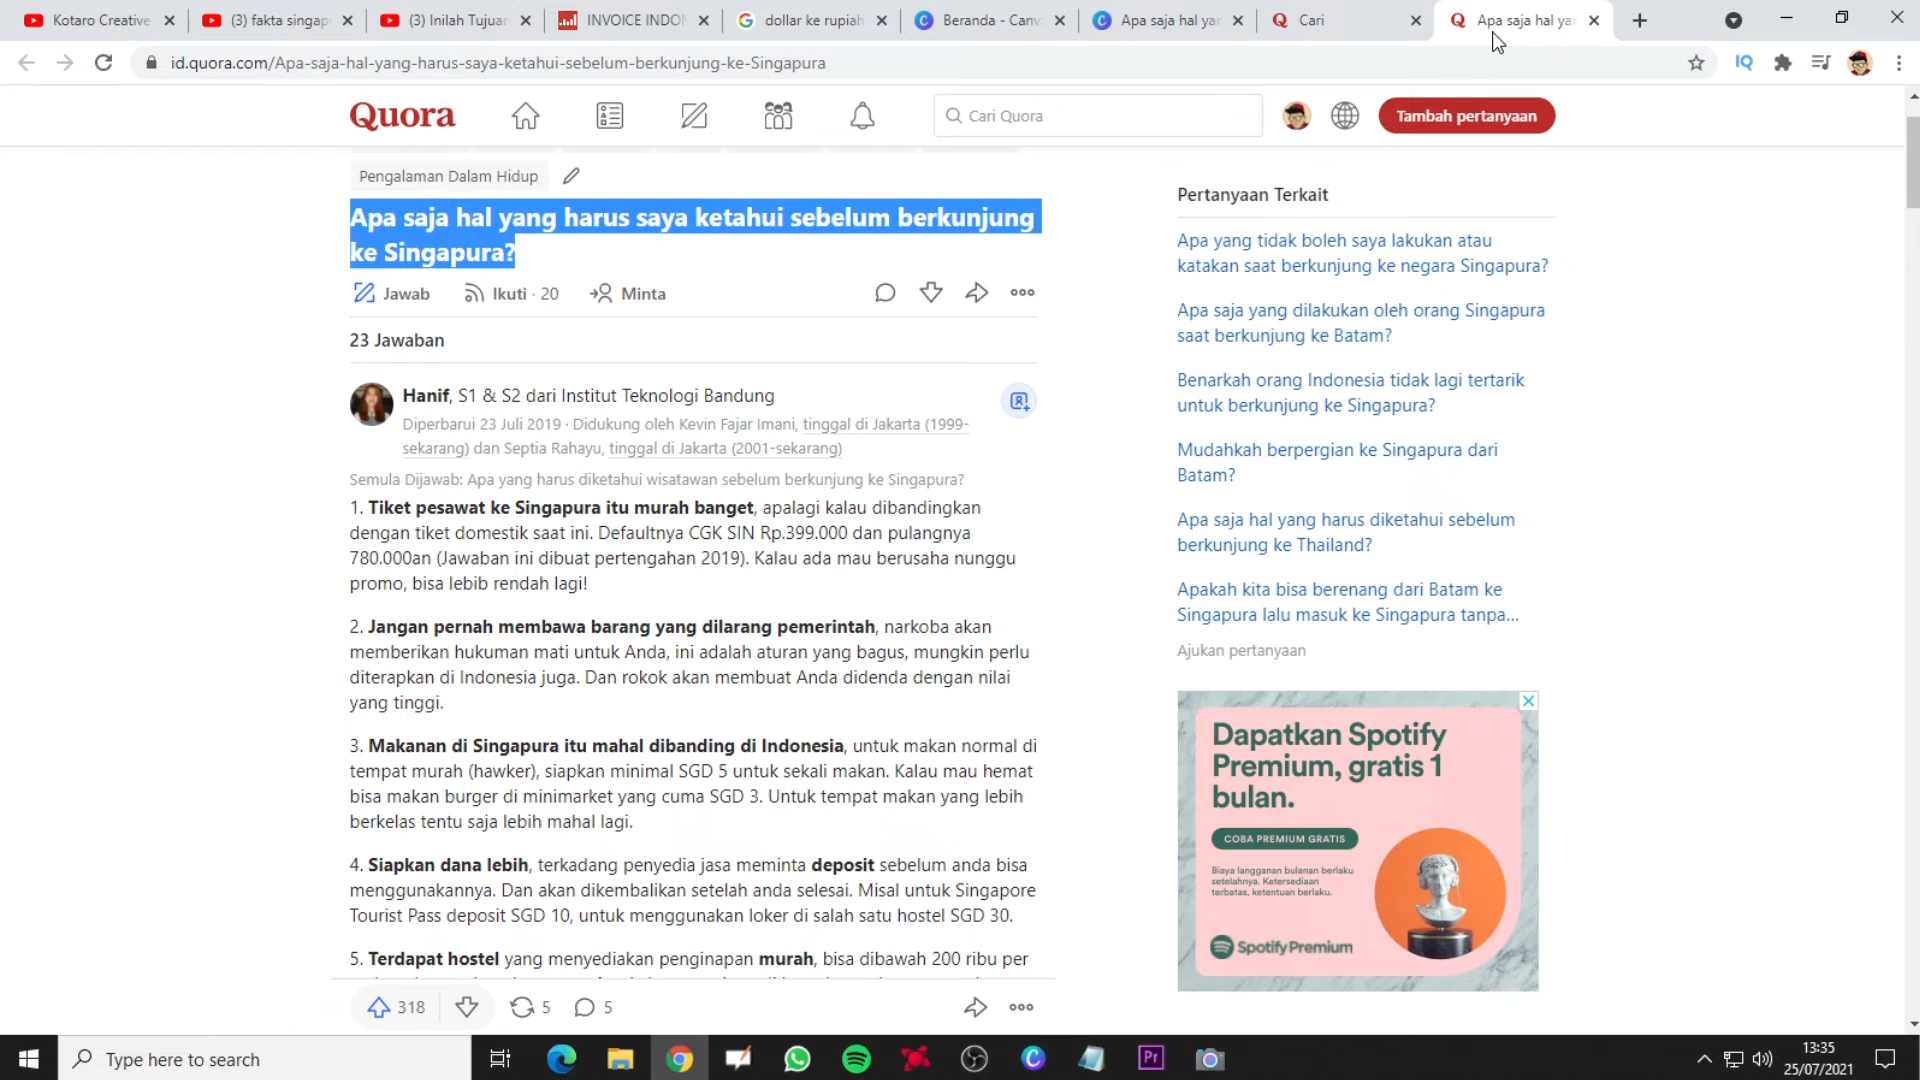 Kotaro Creative
(3) fakta singap
(3) Inilah Tujuan
INVOICE INDON
dollar ke rupiah
Beranda - Canva
Apa saja hal yan
Cari
Apa saja hal yan
id.quora.com/Apa-saja-hal-yang-harus-saya-ketahui-sebelum-berkunjung-ke-Singapura
IQ
Quora
Cari Quora
Tambah pertanyaan
Pengalaman Dalam Hidup
Apa saja hal yang harus saya ketahui sebelum berkunjung
ke Singapura?
Jawab
Ikuti · 20
Minta
23 Jawaban
Hanif, S1 & S2 dari Institut Teknologi Bandung
Diperbarui 23 Juli 2019 · Didukung oleh Kevin Fajar Imani, tinggal di Jakarta (1999-
sekarang) dan Septia Rahayu, tinggal di Jakarta (2001-sekarang)
Semula Dijawab: Apa yang harus diketahui wisatawan sebelum berkunjung ke Singapura?
1. Tiket pesawat ke Singapura itu murah banget, apalagi kalau dibandingkan
dengan tiket domestik saat ini. Defaultnya CGK SIN Rp.399.000 dan pulangnya
780.000an (Jawaban ini dibuat pertengahan 2019). Kalau ada mau berusaha nunggu
promo, bisa lebib rendah lagi!
2. Jangan pernah membawa barang yang dilarang pemerintah, narkoba akan
memberikan hukuman mati untuk Anda, ini adalah aturan yang bagus, mungkin perlu
diterapkan di Indonesia juga. Dan rokok akan membuat Anda didenda dengan nilai
yang tinggi.
3. Makanan di Singapura itu mahal dibanding di Indonesia, untuk makan normal di
tempat murah (hawker), siapkan minimal SGD 5 untuk sekali makan. Kalau mau hemat
bisa makan burger di minimarket yang cuma SGD 3. Untuk tempat makan yang lebih
berkelas tentu saja lebih mahal lagi.
4. Siapkan dana lebih, terkadang penyedia jasa meminta deposit sebelum anda bisa
menggunakannya. Dan akan dikembalikan setelah anda selesai. Misal untuk Singapore
Tourist Pass deposit SGD 10, untuk menggunakan loker di salah satu hostel SGD 30.
5. Terdapat hostel yang menyediakan penginapan murah, bisa dibawah 200 ribu per
318
5
5
Pertanyaan Terkait
Apa yang tidak boleh saya lakukan atau
katakan saat berkunjung ke negara Singapura?
Apa saja yang dilakukan oleh orang Singapura
saat berkunjung ke Batam?
Benarkah orang Indonesia tidak lagi tertarik
untuk berkunjung ke Singapura?
Mudahkah berpergian ke Singapura dari
Batam?
Apa saja hal yang harus diketahui sebelum
berkunjung ke Thailand?
Apakah kita bisa berenang dari Batam ke
Singapura lalu masuk ke Singapura tanpa...
Ajukan pertanyaan
Dapatkan Spotify
Premium, gratis 1
bulan.
COBA PREMIUM GRATIS
Biaya langganan bulanan berlaku
setelahnya. Ketersediaan
terbatas, ketentuan berlaku.
Spotify Premium
Type here to search
Pr
13:35
25/07/2021